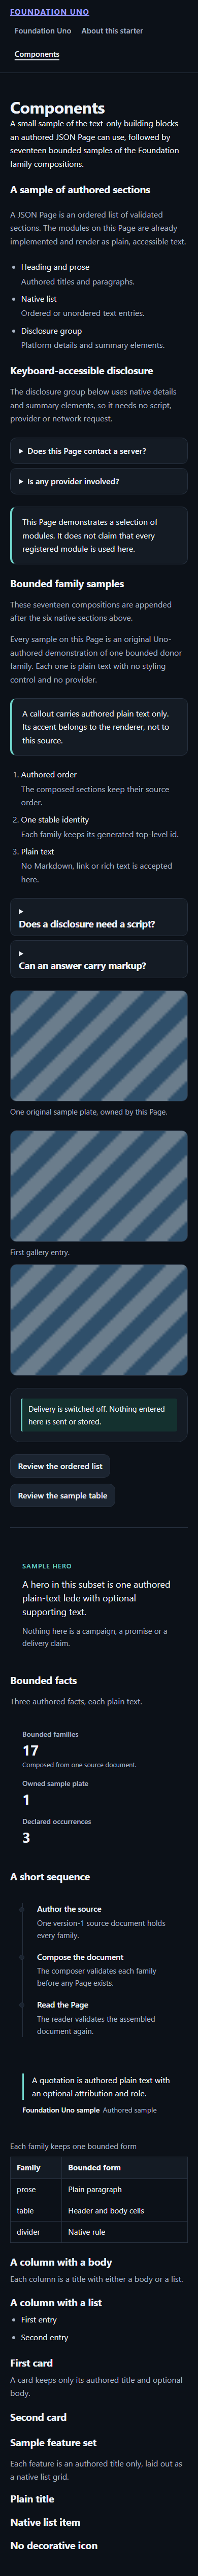 FOUNDATION UNO
Foundation Uno About this starter
Components
Components
A small sample of the text-only building blocks
an authored JSON Page can use, followed by
seventeen bounded samples of the Foundation
family compositions.
A sample of authored sections
A JSON Page is an ordered list of validated
sections. The modules on this Page are already
implemented and render as plain, accessible text.
Heading and prose
Authored titles and paragraphs.
Native list
Ordered or unordered text entries.
Disclosure group
Platform details and summary elements.
Keyboard-accessible disclosure
The disclosure group below uses native details
and summary elements, so it needs no script,
provider or network request.
Does this Page contact a server?
Is any provider involved?
This Page demonstrates a selection of
modules. It does not claim that every
registered module is used here.
Bounded family samples
These seventeen compositions are appended
after the six native sections above.
Every sample on this Page is an original Uno-
authored demonstration of one bounded donor
family. Each one is plain text with no styling
control and no provider.
A callout carries authored plain text only.
Its accent belongs to the renderer, not to
this source.
1. Authored order
The composed sections keep their source
order.
2. One stable identity
Each family keeps its generated top-level id.
3. Plain text
No Markdown, link or rich text is accepted
here.
Does a disclosure need a script?
Can an answer carry markup?
One original sample plate, owned by this Page.
First gallery entry.
Delivery is switched off. Nothing entered
here is sent or stored.
Review the ordered list
Review the sample table
SAMPLE HERO
A hero in this subset is one authored
plain-text lede with optional
supporting text.
Nothing here is a campaign, a promise or a
delivery claim.
Bounded facts
Three authored facts, each plain text.
Bounded families
17
Composed from one source document.
Owned sample plate
1
Declared occurrences
3
A short sequence
Author the source
One version-1 source document holds
every family.
Compose the document
The composer validates each family
before any Page exists.
Read the Page
The reader validates the assembled
document again.
A quotation is authored plain text with
an optional attribution and role.
Foundation Uno sample Authored sample
Each family keeps one bounded form
Family Bounded form
prose Plain paragraph
table Header and body cells
divider Native rule
A column with a body
Each column is a title with either a body or a list.
A column with a list
First entry
Second entry
First card
A card keeps only its authored title and optional
body.
Second card
Sample feature set
Each feature is an authored title only, laid out as
a native list grid.
Plain title
Native list item
No decorative icon